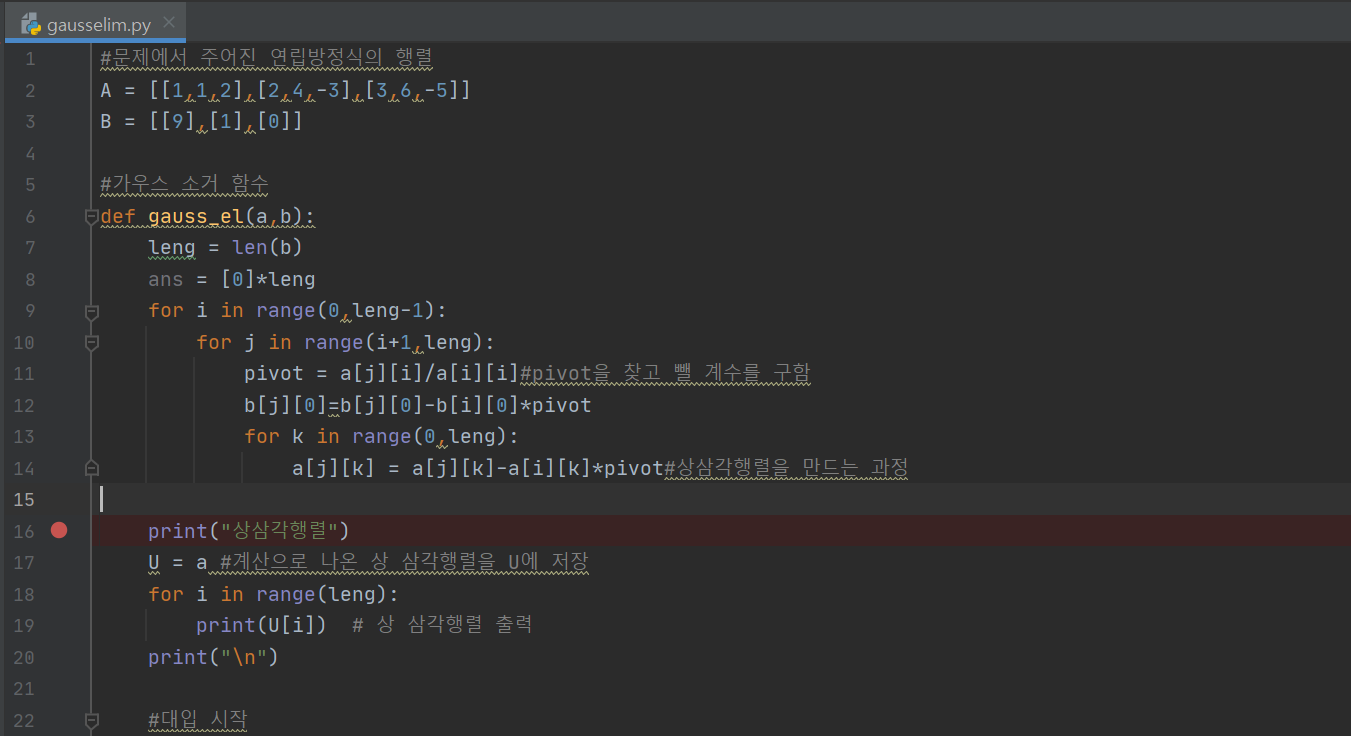 gausselim.py
1 #문제에서 주어진 연립방정식의 행렬
2 A = [[1,1,2],[2,4,-3],[3,6,-5]]
3 B = [[9],[1],[0]]
4
5 #가우스 소거 함수
6 def gauss_el(a,b):
7 leng = len(b)
8 ans = [0]*leng
9 for i in range(0,leng-1):
10 for j in range(i+1,leng):
11 pivot = a[j][i]/a[i][i]#pivot을 찾고 뺄 계수를 구함
12 b[j][0]=b[j][0]-b[i][0]*pivot
13 for k in range(0,leng):
14 a[j][k] = a[j][k]-a[i][k]*pivot#상삼각행렬을 만드는 과정
15
16 print("상삼각행렬")
17 U = a #계산으로 나온 상 삼각행렬을 U에 저장
18 for i in range(leng):
19 print(U[i])  # 상 삼각행렬 출력
20 print("\n")
21
22 #대입 시작